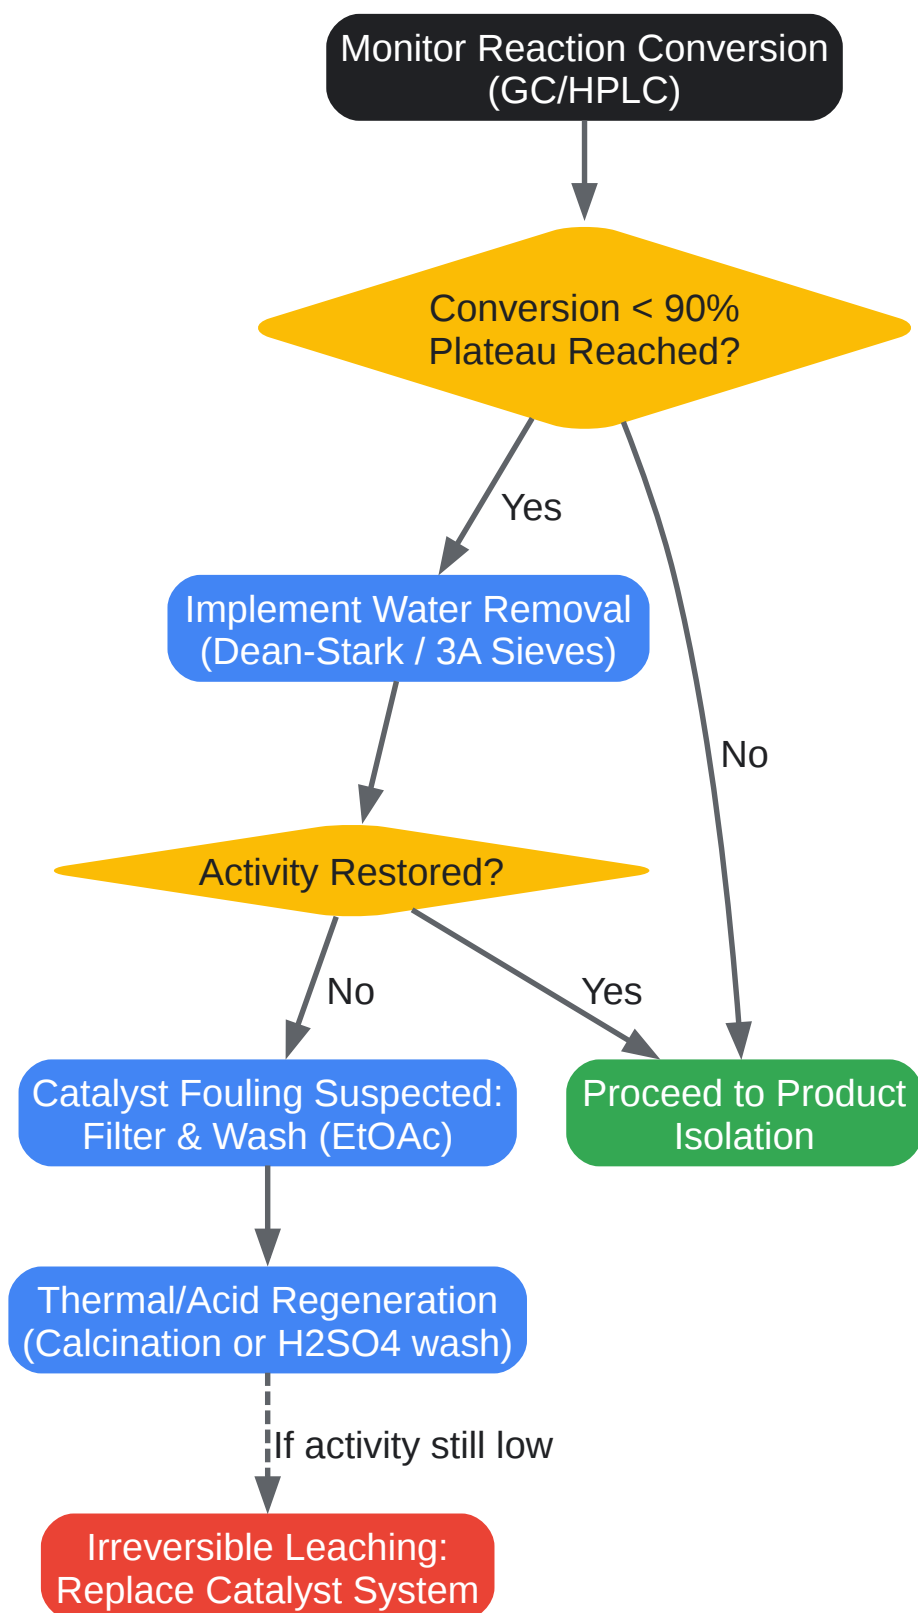 Monitor Reaction Conversion
(GC/HPLC)
Conversion < 90%
Plateau Reached?
Yes
Implement Water Removal
(Dean-Stark / 3A Sieves)
No
Activity Restored?
No
Yes
Catalyst Fouling Suspected:
Filter & Wash (EtOAc)
Proceed to Product
Isolation
Thermal/Acid Regeneration
(Calcination or H2SO4 wash)
If activity still low
Irreversible Leaching:
Replace Catalyst System